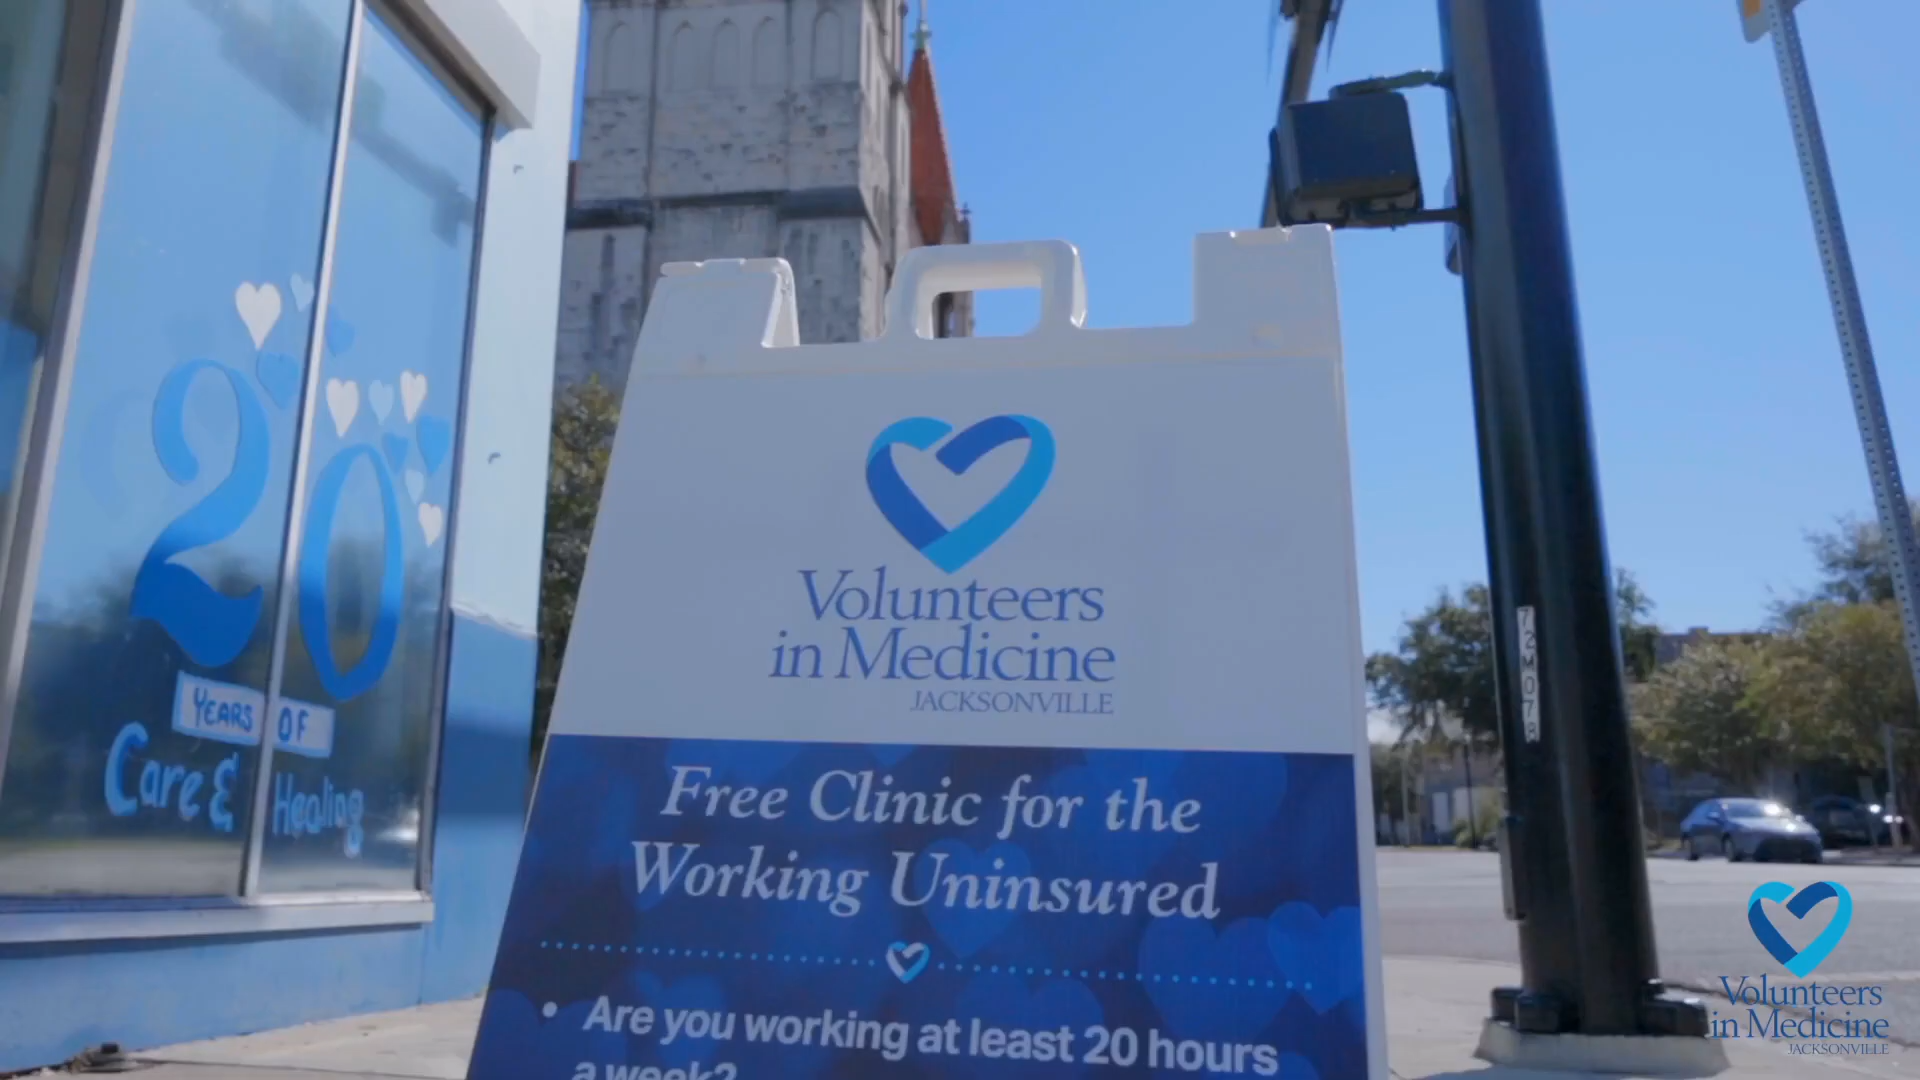 20
YEARS OF
Care & Healing
Volunteers
in Medicine
JACKSONVILLE
Free Clinic for the
Working Uninsured
• Are you working at least 20 hours
a week?
72M078
Volunteers
in Medicine
JACKSONVILLE